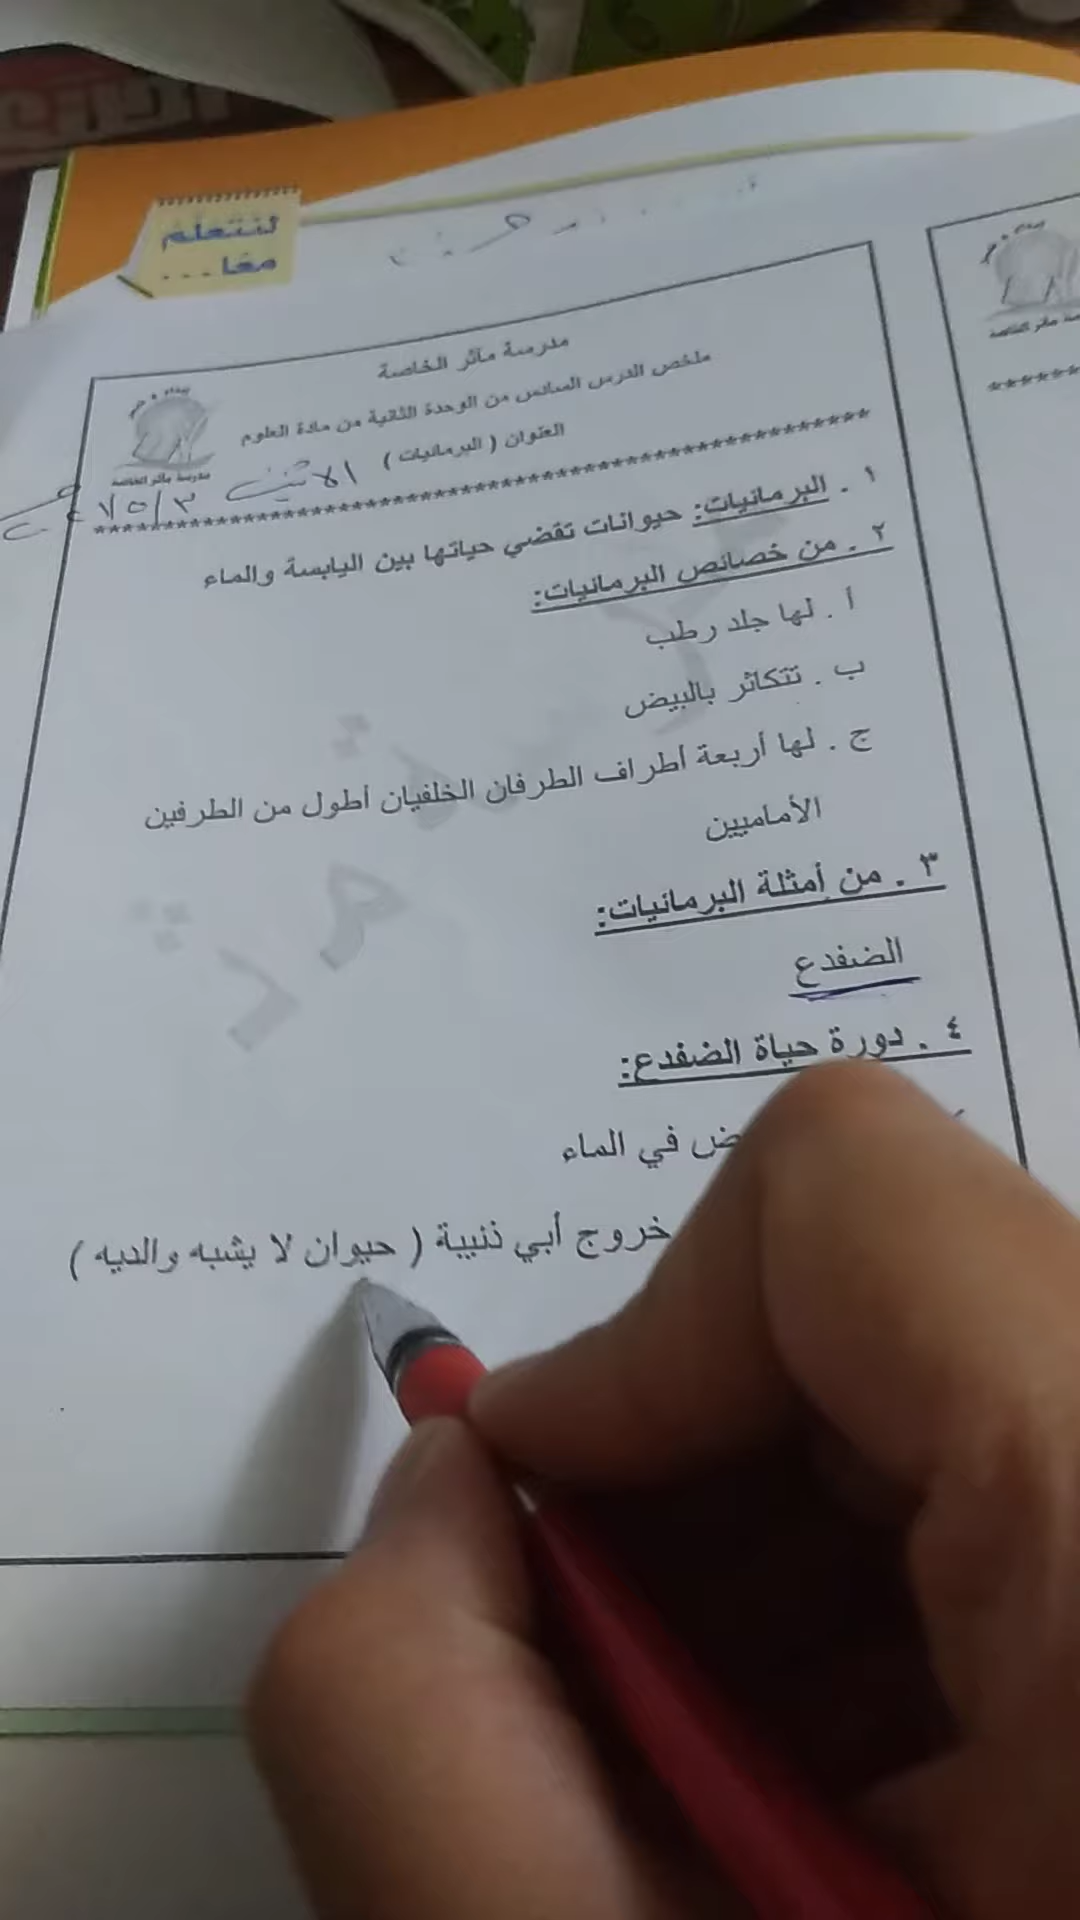 لنتعلم
معًا...
مدرسة مآثر الخاصة
ملخص الدرس السادس من الوحدة الثانية من مادة العلوم
العنوان ( البرمائيات )
الاثنين
١ . البرمائيات: حيوانات تقضي حياتها بين اليابسة والماء
٢ . من خصائص البرمائيات:
أ . لها جلد رطب
ب . تتكاثر بالبيض
ج . لها أربعة أطراف الطرفان الخلفيان أطول من الطرفين
الأماميين
٣ . من أمثلة البرمائيات:
الضفدع
٤ . دورة حياة الضفدع:
في الماء
خروج أبي ذنيبة ( حيوان لا يشبه والديه )
مدرسة مآثر الخاصة